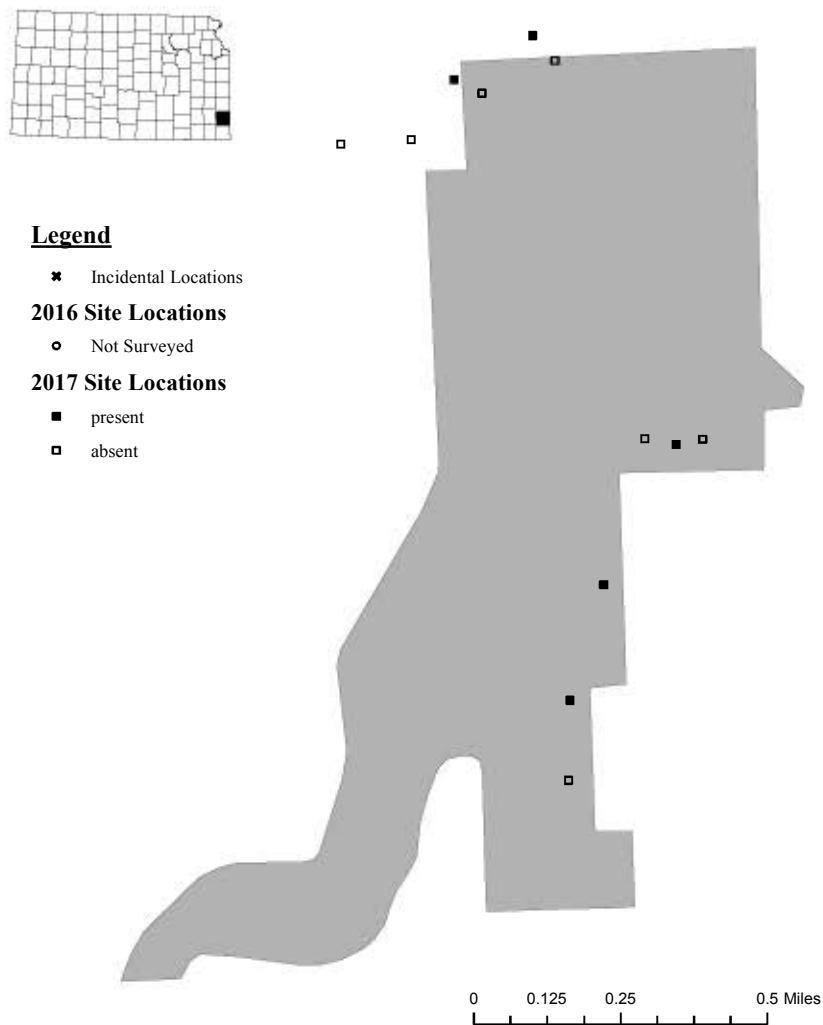 Legend
Incidental Locations
2016 Site Locations
Not Surveyed
2017 Site Locations
present
absent
0 0.125 0.25 0.5 Miles